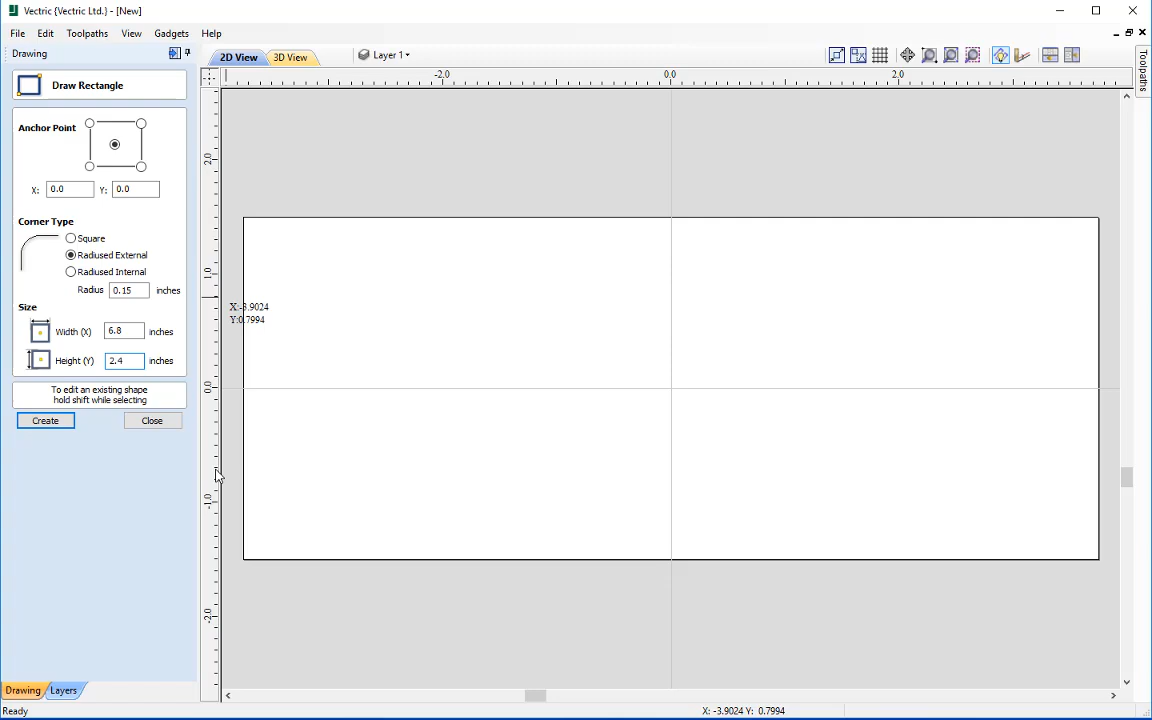 Vectric {Vectric Ltd.} - [New]
File Edit Toolpaths View Gadgets Help
Drawing
2D View 3D View Layer 1
Draw Rectangle
-2.0 0.0 2.0
Anchor Point
X: 0.0 Y: 0.0
Corner Type
Square
Radiused External
Radiused Internal
Radius 0.15 inches
Size
Width (X) 6.8 inches
Height (Y) 2.4 inches
To edit an existing shape
hold shift while selecting
Create Close
2.0
1.0
0.0
-1.0
-2.0
X:-3.9024
Y:0.7994
Toolpaths
Drawing Layers
Ready X: -3.9024 Y: 0.7994